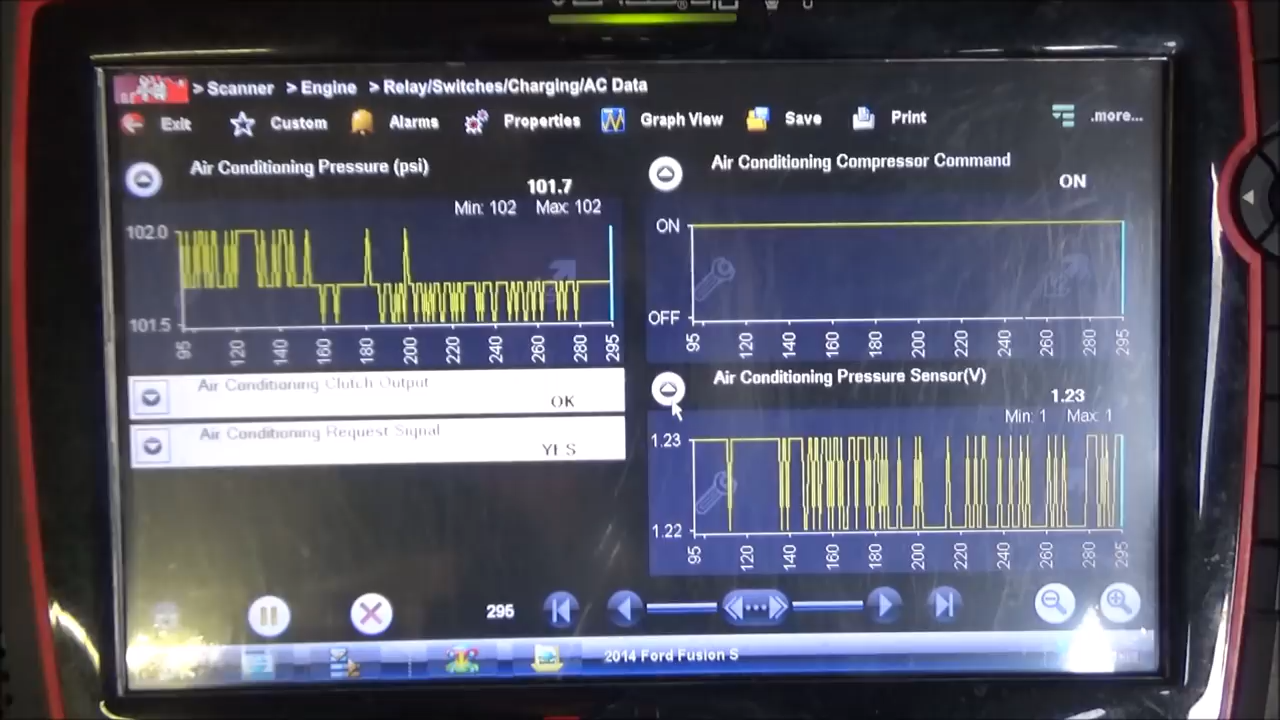 > Scanner > Engine > Relay/Switches/Charging/AC Data
Exit Custom Alarms Properties Graph View Save Print .more...
Air Conditioning Pressure (psi)
101.7
Min: 102 Max: 102
102.0
101.5
95 120 140 160 180 200 220 240 260 280 295
Air Conditioning Compressor Command
ON
ON
OFF
95 120 140 160 180 200 220 240 260 280 295
Air Conditioning Clutch Output
OK
Air Conditioning Request Signal
YES
Air Conditioning Pressure Sensor(V)
1.23
Min: 1 Max: 1
1.23
1.22
95 120 140 160 180 200 220 240 260 280 295
295
2014 Ford Fusion S